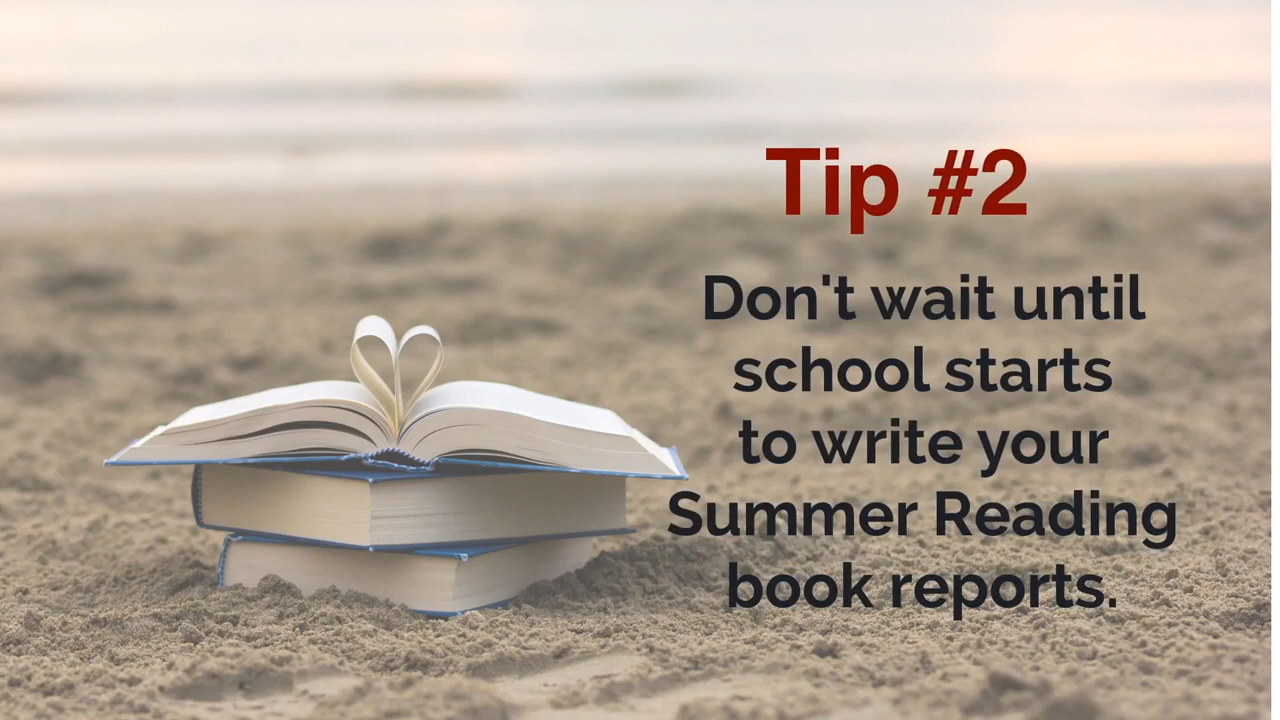 Tip #2
Don't wait until
school starts
to write your
Summer Reading
book reports.